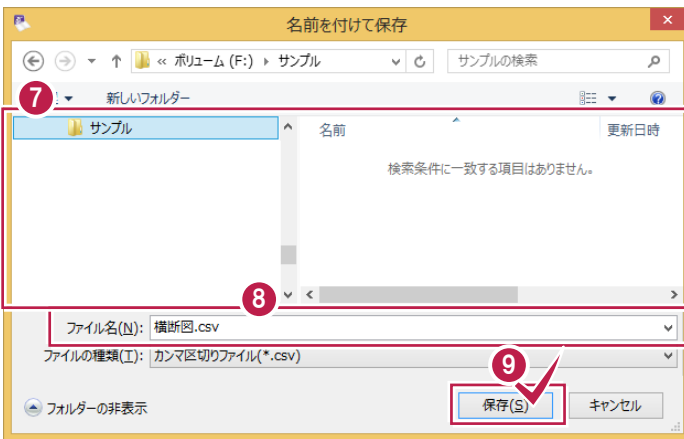 名前を付けて保存
« ボリューム (F:) サンプル サンプルの検索
7 新しいフォルダー
サンプル 名前 更新日時
検索条件に一致する項目はありません。
8
ファイル名(N): 横断図.csv
ファイルの種類(T): カンマ区切りファイル(*.csv)
9
フォルダーの非表示 保存(S) キャンセル